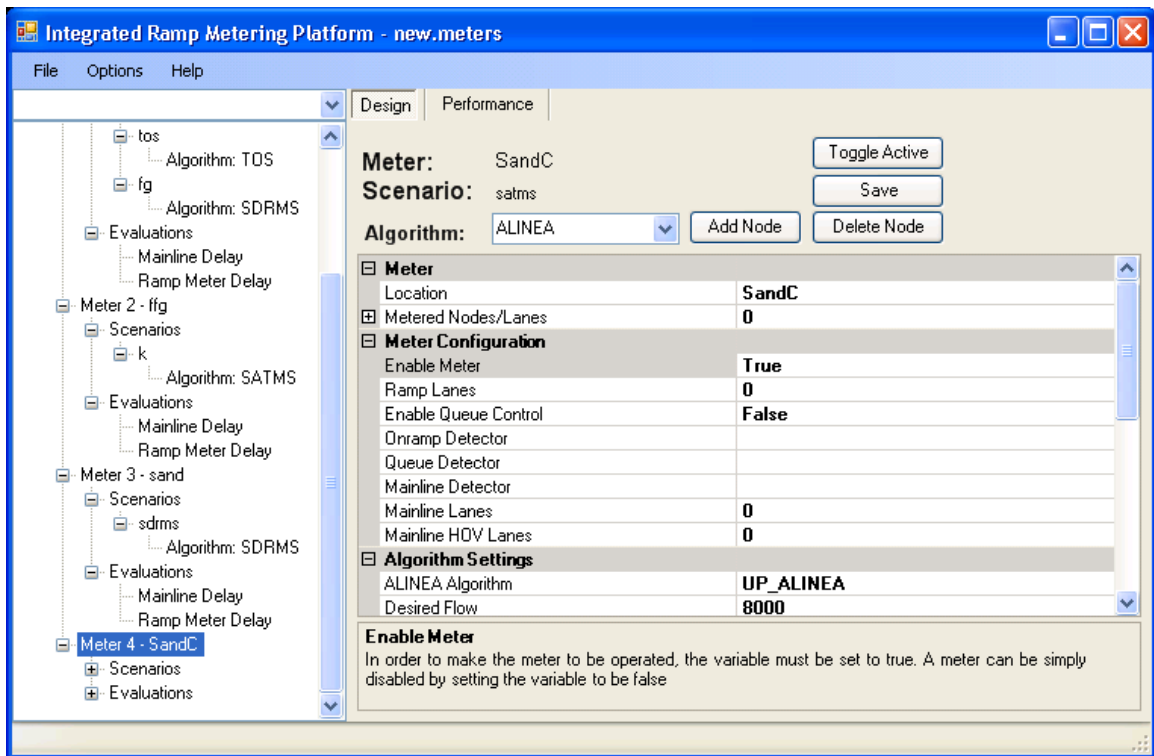 Integrated Ramp Metering Platform - new.meters
File Options Help
Design Performance
tos
Algorithm: TOS
fg
Algorithm: SDRMS
Evaluations
Mainline Delay
Ramp Meter Delay
Meter 2 - ffg
Scenarios
k
Algorithm: SATMS
Evaluations
Mainline Delay
Ramp Meter Delay
Meter 3 - sand
Scenarios
sdrms
Algorithm: SDRMS
Evaluations
Mainline Delay
Ramp Meter Delay
Meter 4 - SandC
Scenarios
Evaluations
Meter: SandC
Toggle Active
Scenario: satms
Save
Algorithm: ALINEA Add Node Delete Node
Meter
Location SandC
Metered Nodes/Lanes 0
Meter Configuration
Enable Meter True
Ramp Lanes 0
Enable Queue Control False
Onramp Detector
Queue Detector
Mainline Detector
Mainline Lanes 0
Mainline HOV Lanes 0
Algorithm Settings
ALINEA Algorithm UP_ALINEA
Desired Flow 8000
Enable Meter
In order to make the meter to be operated, the variable must be set to true. A meter can be simply
disabled by setting the variable to be false